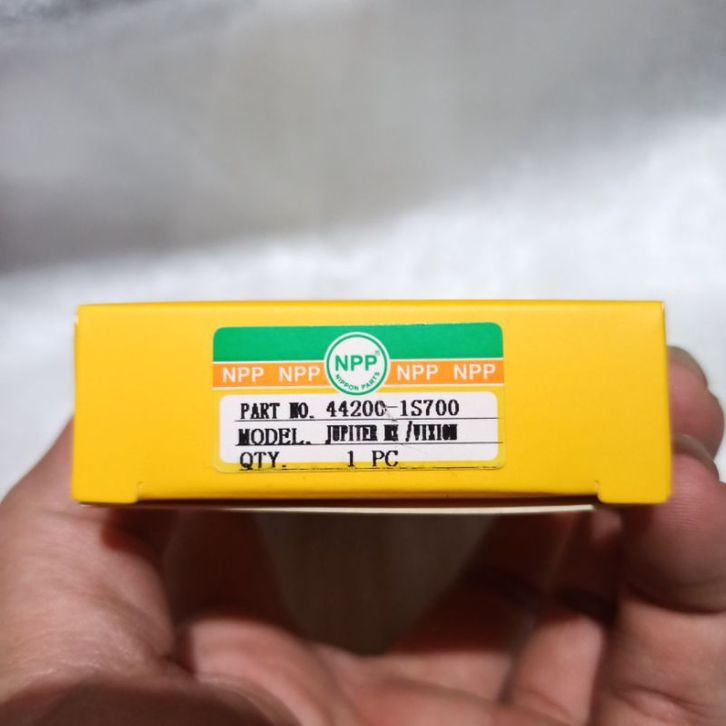 NPP NPP NPP® NPP NPP
NIPPON PARTS
PART NO. 44200-1S700
MODEL. JUPITER MX /VIXION
QTY. 1 PC